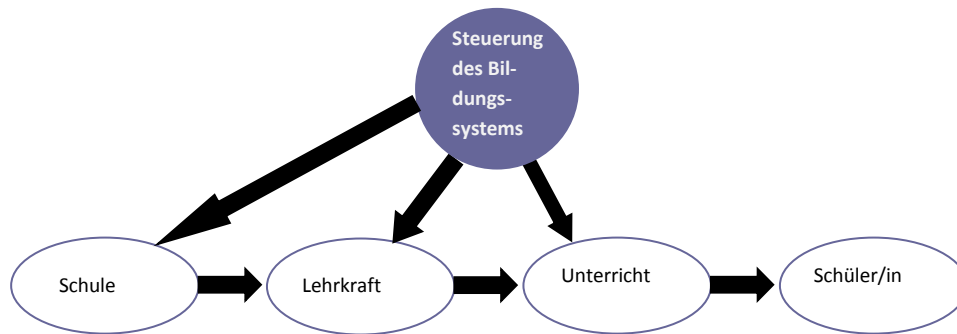 Steuerung
des Bil-
dungs-
systems
Schule
Lehrkraft
Unterricht
Schüler/in